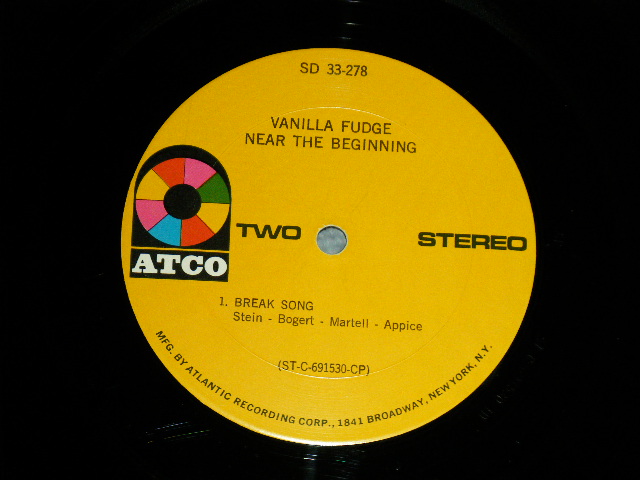 SD 33-278
VANILLA FUDGE
NEAR THE BEGINNING
ATCO
TWO
STEREO
1. BREAK SONG
Stein - Bogert - Martell - Appice
(ST-C-691530-CP)
MFG. BY ATLANTIC RECORDING CORP., 1841 BROADWAY, NEW YORK, N.Y.